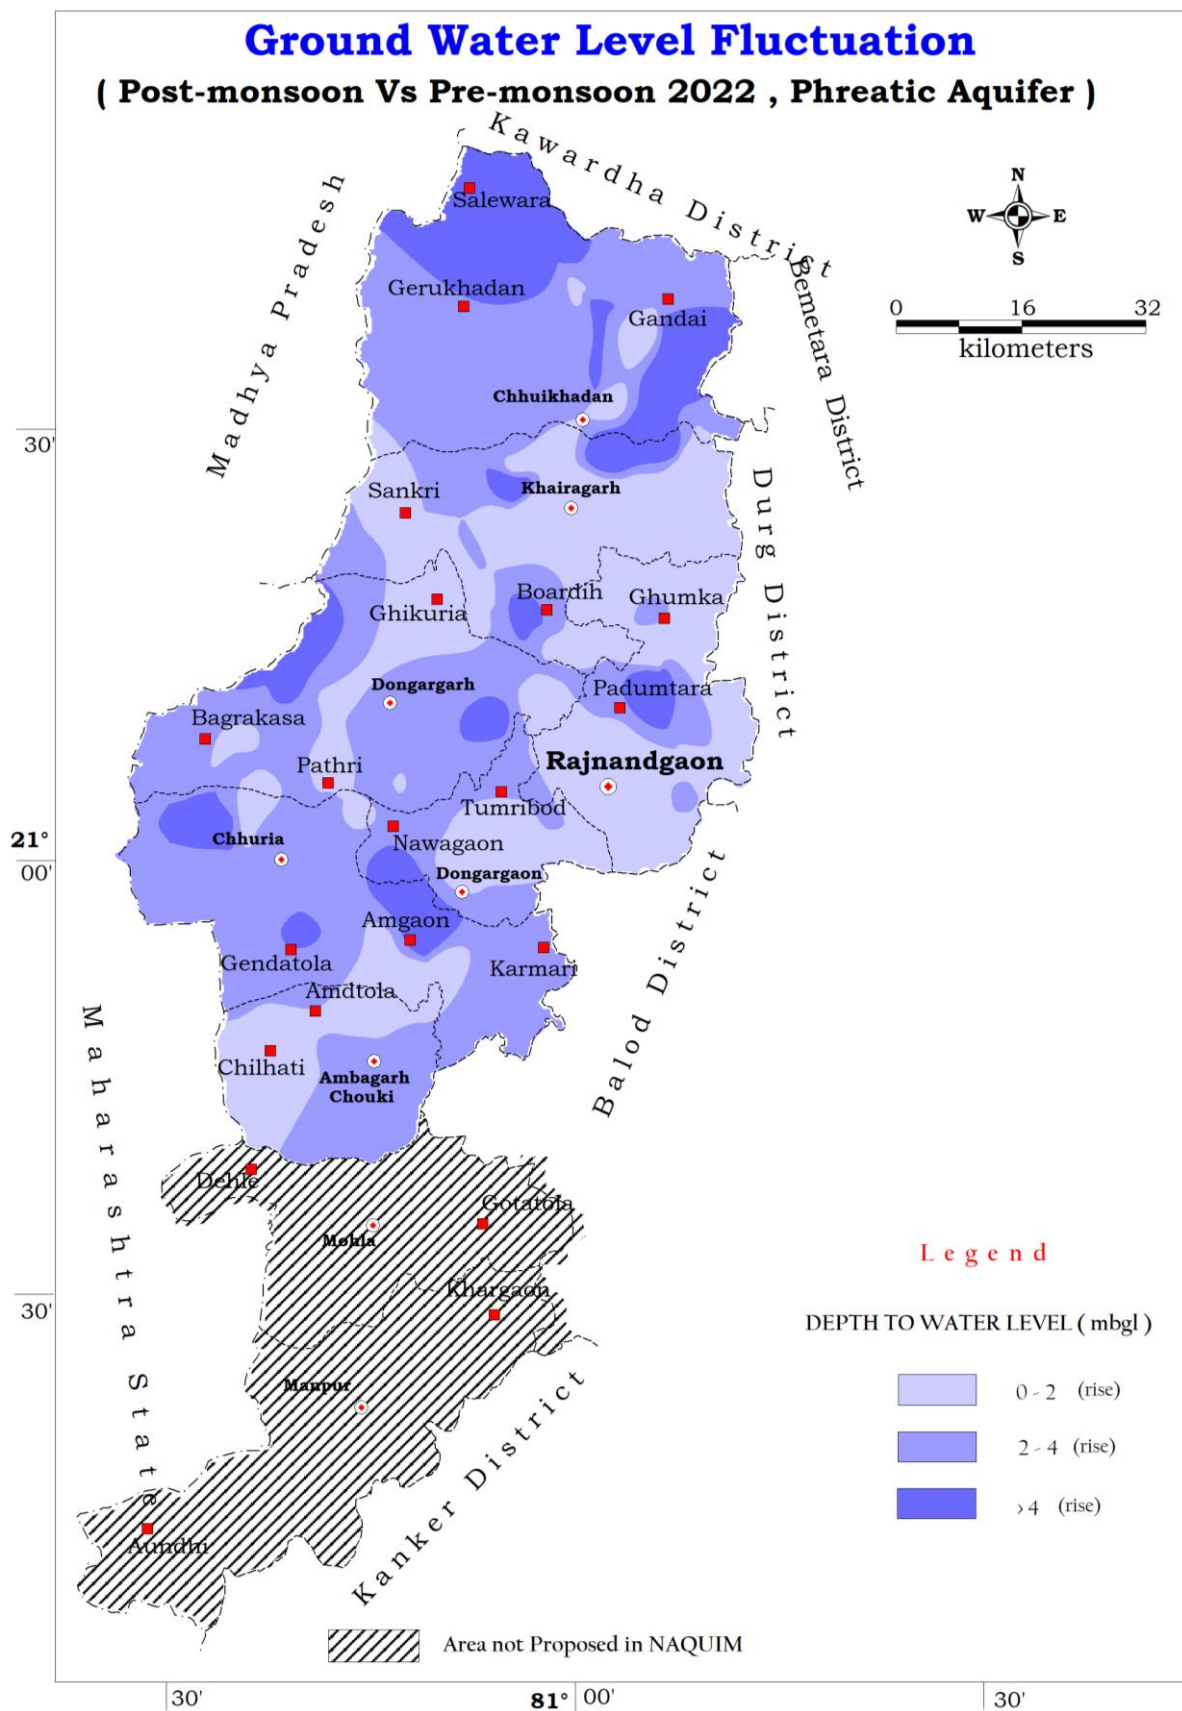 Ground Water Level Fluctuation
( Post-monsoon Vs Pre-monsoon 2022 , Phreatic Aquifer )
Kawardha District
Madhya Pradesh
Salewara
N
W E
S
Bemetara District
Gerukhadan
Gandai
0 16 32
kilometers
Chhuikhadan
30'
Durg District
Sankri
Khairagarh
Ghikuria
Boardih
Ghumka
Dongargarh
Padumtara
Bagrakasa
Pathri
Rajnandgaon
Tumribod
21°
00'
Chhuria
Nawagaon
Dongargaon
Balod District
Amgaon
Gendatola
Karmari
Amdtola
Maharashtra State
Chilhati
Ambagarh
Chouki
Dehle
Gotatola
Mohla
Khargaon
30'
Manpur
Kanker District
Aundhi
Legend
DEPTH TO WATER LEVEL ( mbgl )
0 - 2 (rise)
2 - 4 (rise)
>4 (rise)
Area not Proposed in NAQUIM
30'
81° 00'
30'